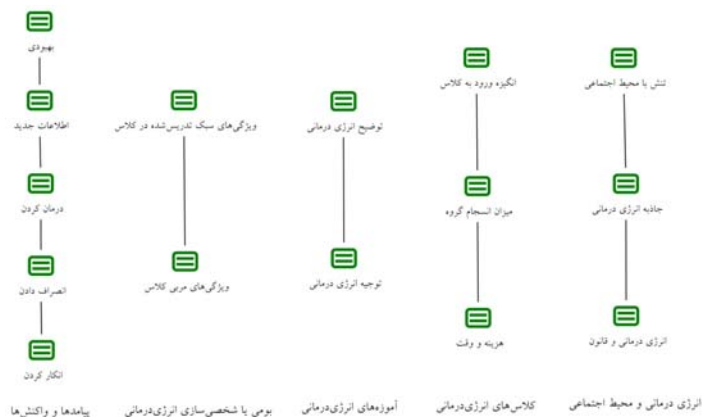 تنش با محیط اجتماعی
جاذبه انرژی درمانی
انرژی درمانی و قانون
انرژی درمانی و محیط اجتماعی
انگیزه ورود به کلاس
میزان انسجام گروه
هزینه و وقت
کلاس‌های انرژی‌درمانی
توضیح انرژی درمانی
توجیه انرژی درمانی
آموزه‌های انرژی‌درمانی
ویژگی‌های سبک تدریس‌شده در کلاس
ویژگی‌های مربی کلاس
بومی یا شخصی‌سازی انرژی‌درمانی
بهبودی
اطلاعات جدید
درمان کردن
انصراف دادن
انکار کردن
پیامدها و واکنش‌ها